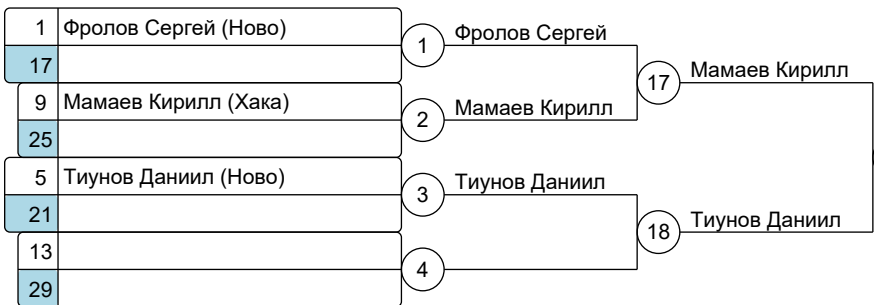 1 Фролов Сергей (Ново)
17
1
Фролов Сергей
9 Мамаев Кирилл (Хака)
25
2
Мамаев Кирилл
17
Мамаев Кирилл
5 Тиунов Даниил (Ново)
21
3
Тиунов Даниил
13
29
4
18
Тиунов Даниил